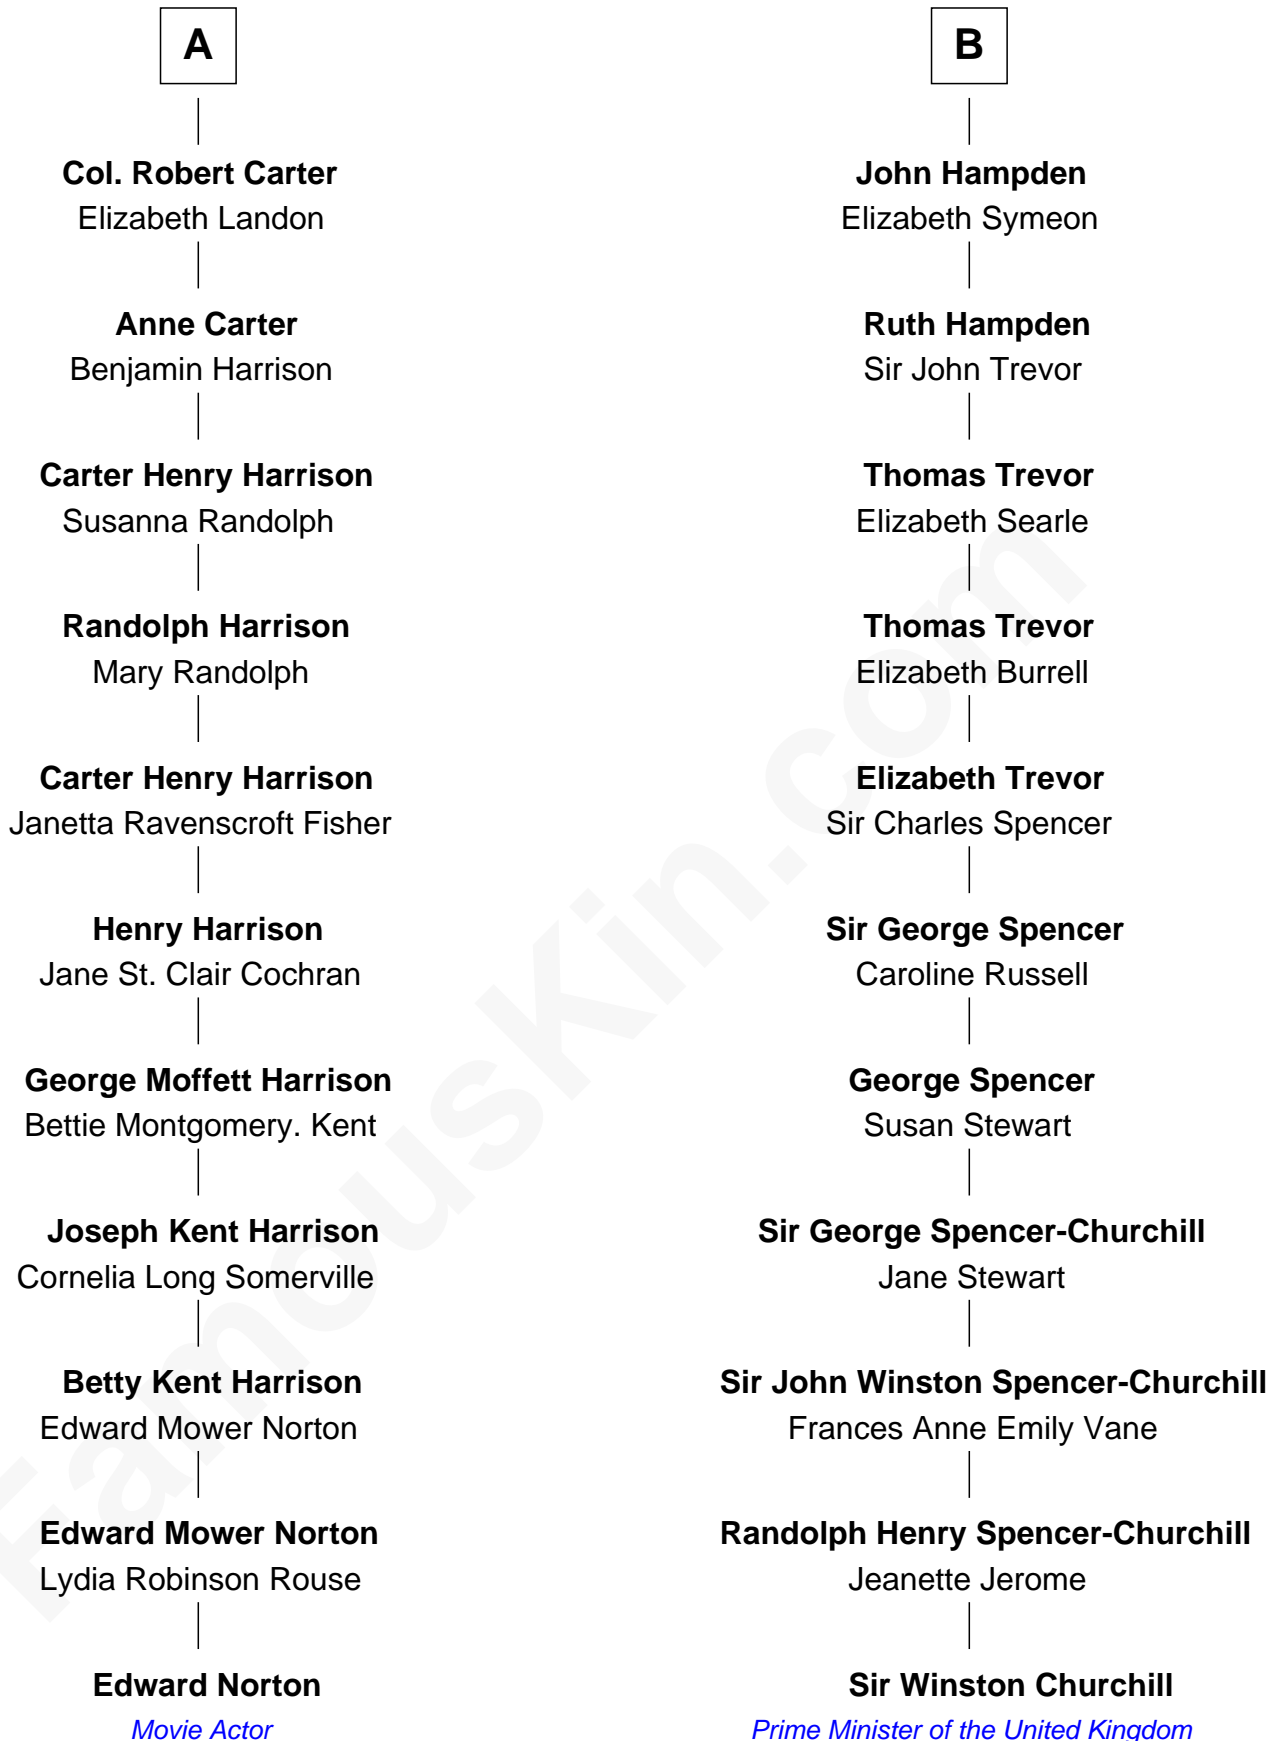 A
Col. Robert Carter
Elizabeth Landon
Anne Carter
Benjamin Harrison
Carter Henry Harrison
Susanna Randolph
Randolph Harrison
Mary Randolph
Carter Henry Harrison
Janetta Ravenscroft Fisher
Henry Harrison
Jane St. Clair Cochran
George Moffett Harrison
Bettie Montgomery. Kent
Joseph Kent Harrison
Cornelia Long Somerville
Betty Kent Harrison
Edward Mower Norton
Edward Mower Norton
Lydia Robinson Rouse
Edward Norton
Movie Actor
B
John Hampden
Elizabeth Symeon
Ruth Hampden
Sir John Trevor
Thomas Trevor
Elizabeth Searle
Thomas Trevor
Elizabeth Burrell
Elizabeth Trevor
Sir Charles Spencer
Sir George Spencer
Caroline Russell
George Spencer
Susan Stewart
Sir George Spencer-Churchill
Jane Stewart
Sir John Winston Spencer-Churchill
Frances Anne Emily Vane
Randolph Henry Spencer-Churchill
Jeanette Jerome
Sir Winston Churchill
Prime Minister of the United Kingdom
FamousKin.com